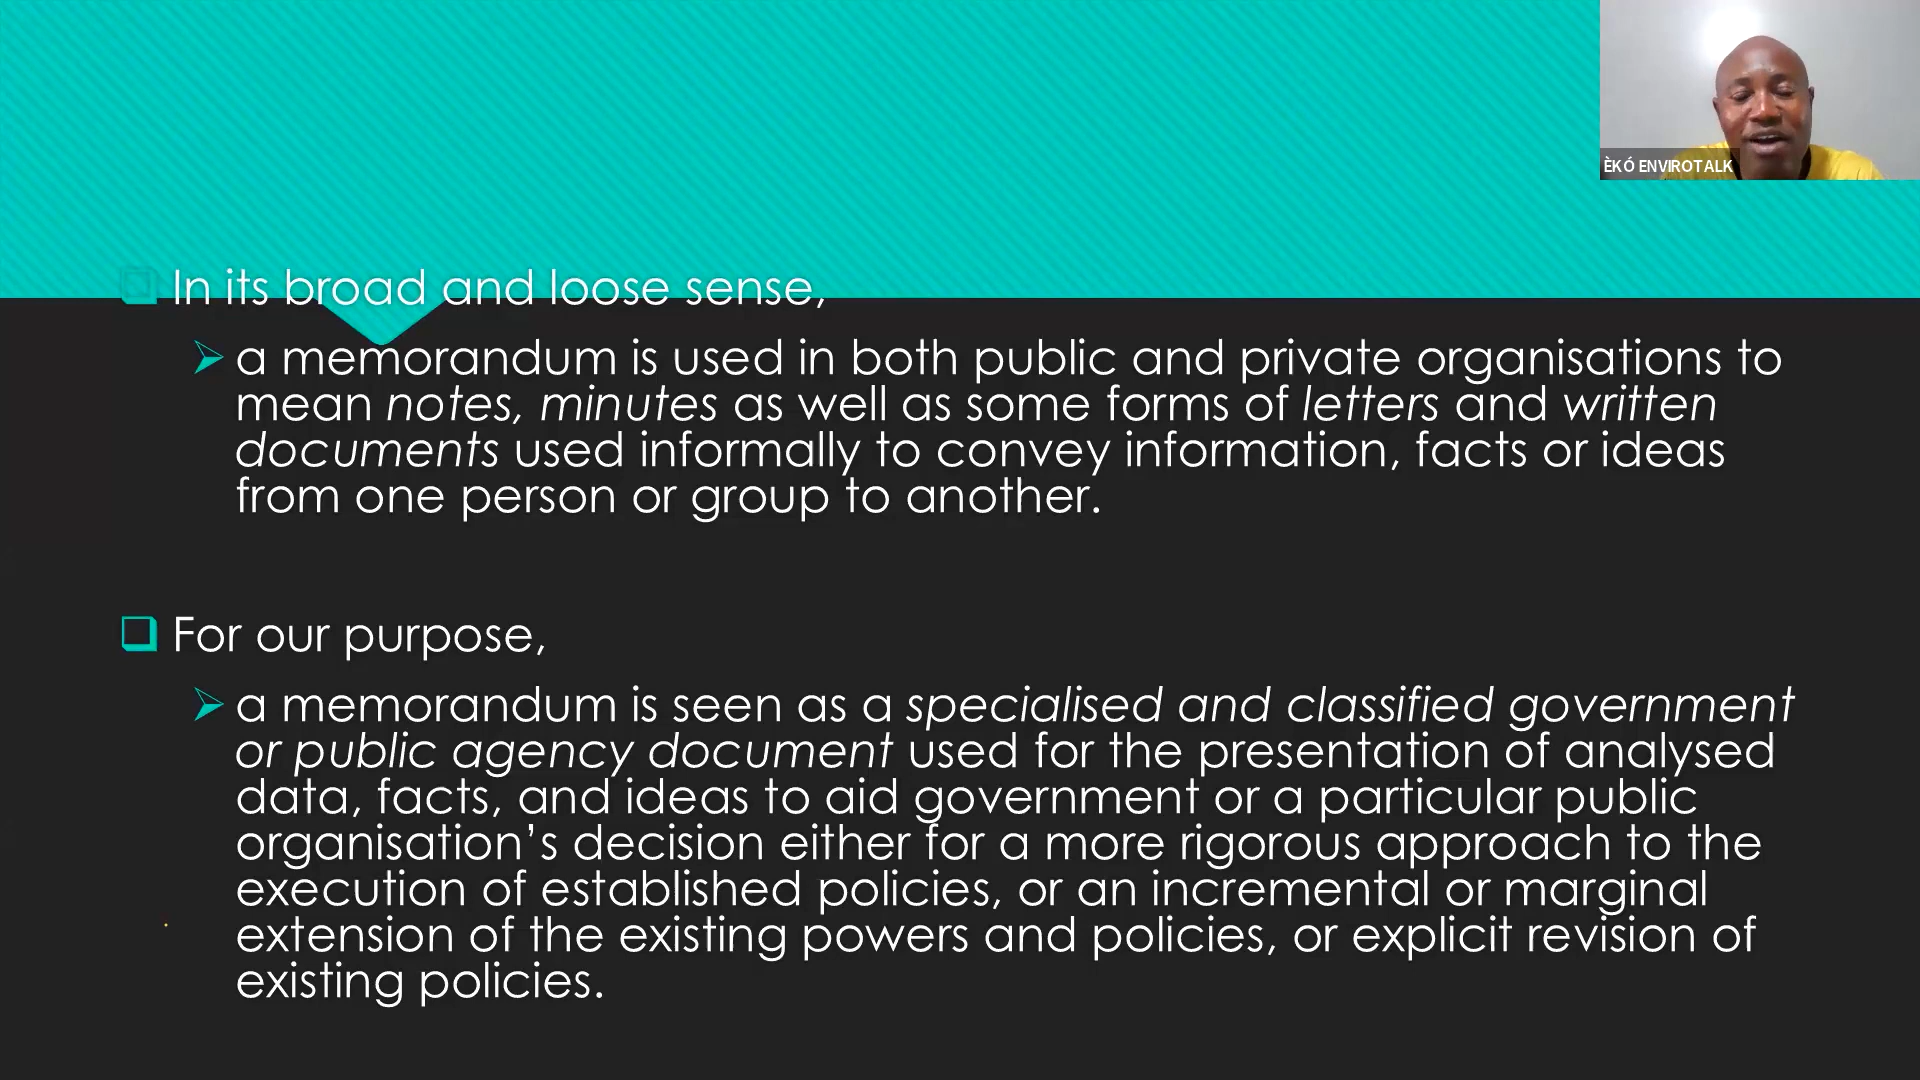 ÈKÓ ENVIROTALK
In its broad and loose sense,
a memorandum is used in both public and private organisations to
mean notes, minutes as well as some forms of letters and written
documents used informally to convey information, facts or ideas
from one person or group to another.
For our purpose,
a memorandum is seen as a specialised and classified government
or public agency document used for the presentation of analysed
data, facts, and ideas to aid government or a particular public
organisation’s decision either for a more rigorous approach to the
execution of established policies, or an incremental or marginal
extension of the existing powers and policies, or explicit revision of
existing policies.